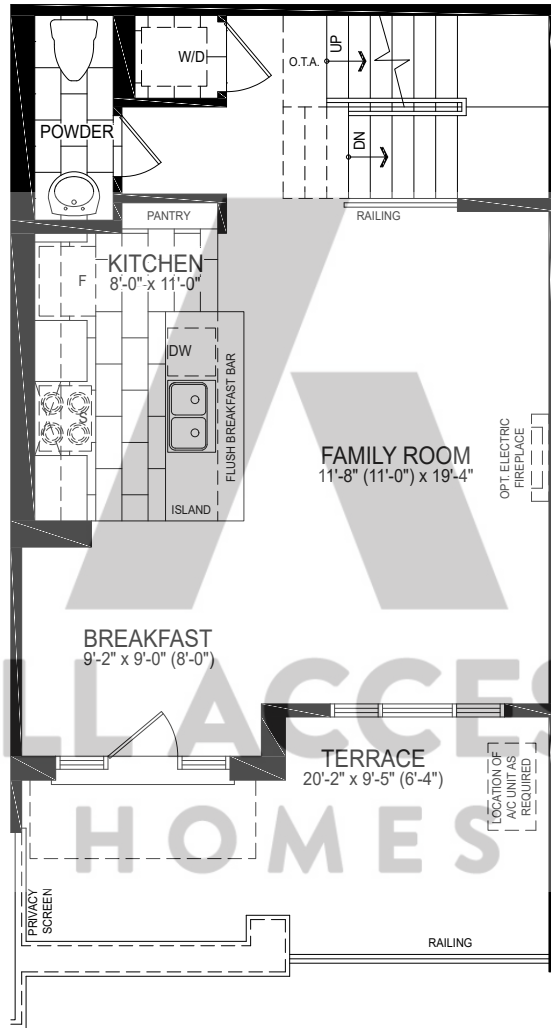 W/D
O.T.A.
UP
POWDER
DN
PANTRY
RAILING
KITCHEN
8'-0" x 11'-0"
F
DW
FLUSH BREAKFAST BAR
S
ISLAND
FAMILY ROOM
11'-8" (11'-0") x 19'-4"
OPT. ELECTRIC
FIREPLACE
BREAKFAST
9'-2" x 9'-0" (8'-0")
LL ACCES
TERRACE
20'-2" x 9'-5" (6'-4")
LOCATION OF
A/C UNIT AS
REQUIRED
HOMES
PRIVACY
SCREEN
RAILING